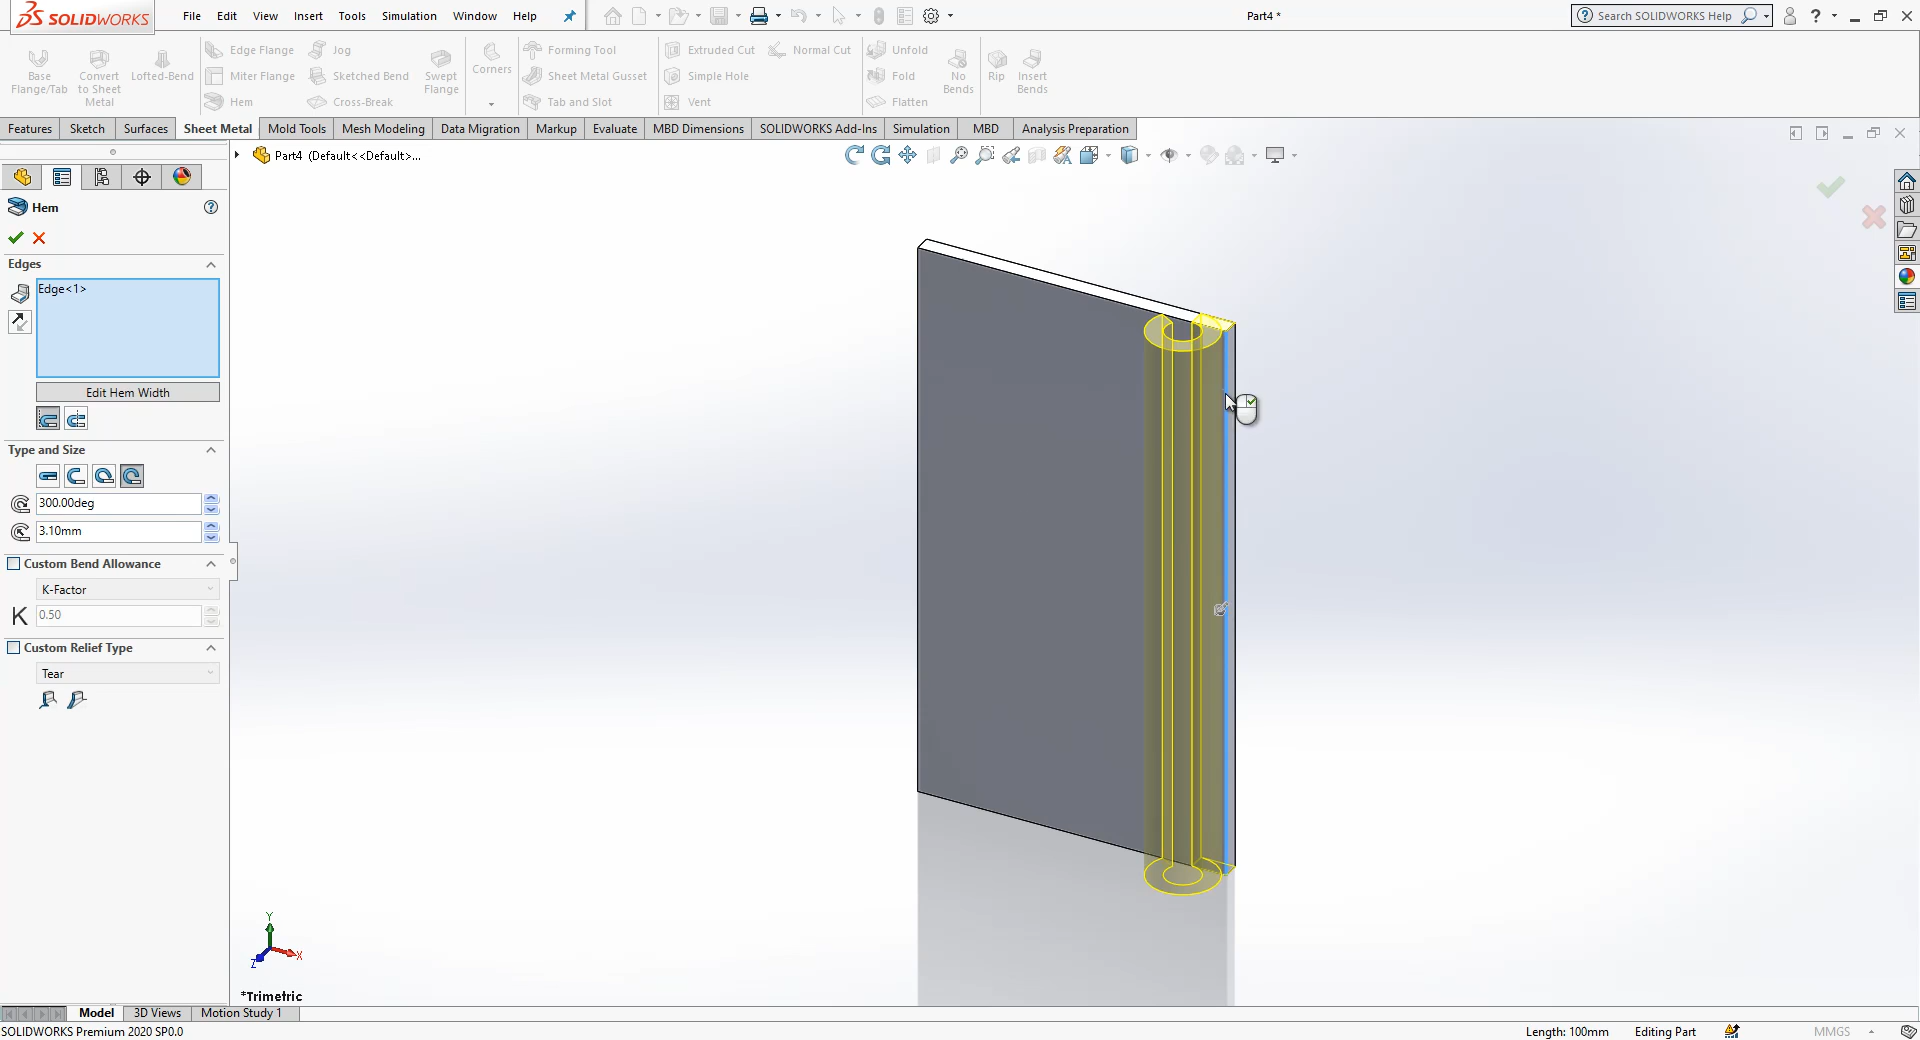 SOLIDWORKS File Edit View Insert Tools Simulation Window Help Part4 * Search SOLIDWORKS Help ?
Base Flange/Tab
Convert to Sheet Metal
Lofted-Bend
Edge Flange
Miter Flange
Hem
Jog
Sketched Bend
Cross-Break
Swept Flange
Corners
Forming Tool
Sheet Metal Gusset
Tab and Slot
Extruded Cut
Simple Hole
Vent
Normal Cut
Unfold
Fold
Flatten
No Bends
Rip
Insert Bends
Features Sketch Surfaces Sheet Metal Mold Tools Mesh Modeling Data Migration Markup Evaluate MBD Dimensions SOLIDWORKS Add-Ins Simulation MBD Analysis Preparation
Part4 (Default<<Default>...
Hem ?
Edges
Edge<1>
Edit Hem Width
Type and Size
300.00deg
3.10mm
Custom Bend Allowance
K-Factor
K 0.50
Custom Relief Type
Tear
Y
X
Z
*Trimetric
Model 3D Views Motion Study 1
SOLIDWORKS Premium 2020 SP0.0 Length: 100mm Editing Part MMGS